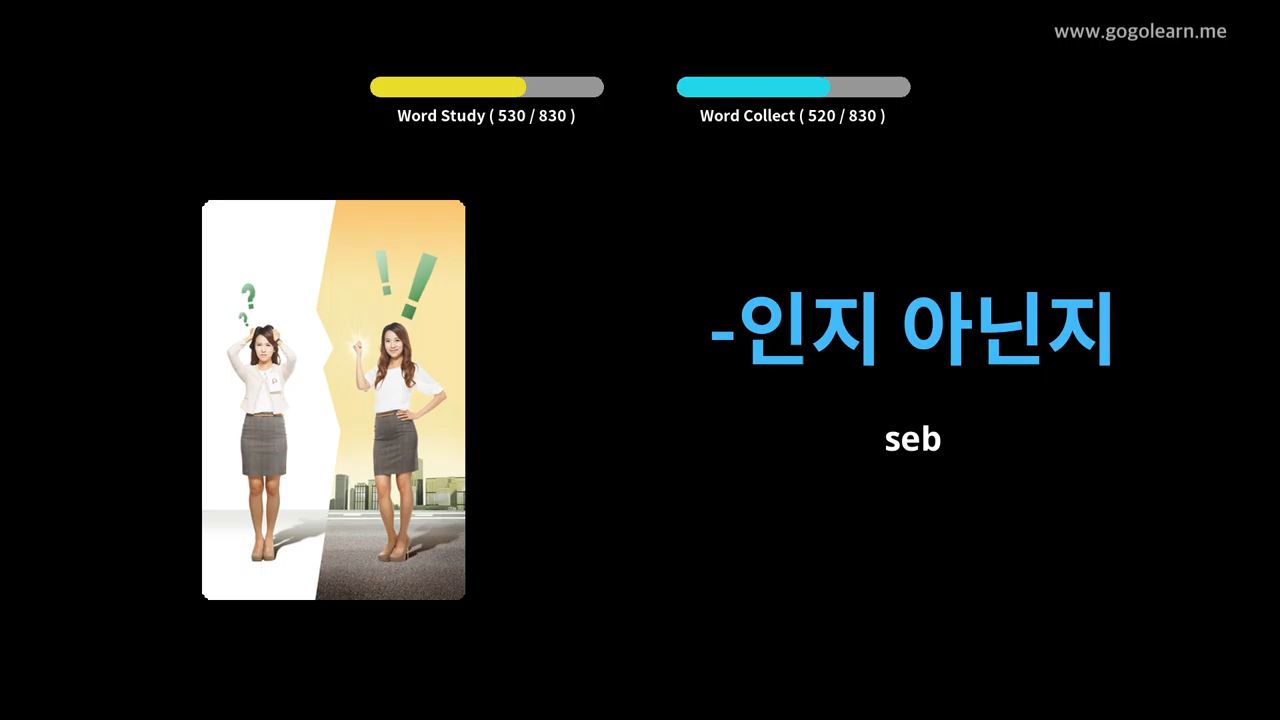 www.gogolearn.me
Word Study ( 530 / 830 )
Word Collect ( 520 / 830 )
? ?
! !
-인지 아닌지
seb